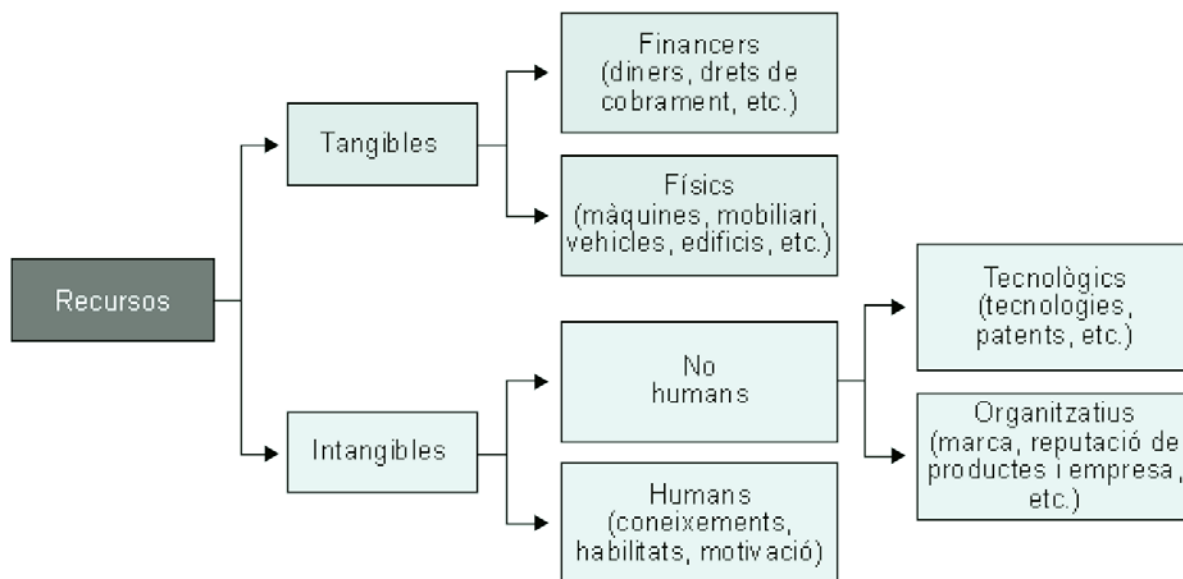 Recursos
Tangibles
Financers
(diners, drets de
cobrament, etc.)
Físics
(màquines, mobiliari,
vehicles, edificis, etc.)
Intangibles
No
humans
Tecnològics
(tecnologies,
patents, etc.)
Organitzatius
(marca, reputació de
productes i empresa,
etc.)
Humans
(coneixements,
habilitats, motivació)